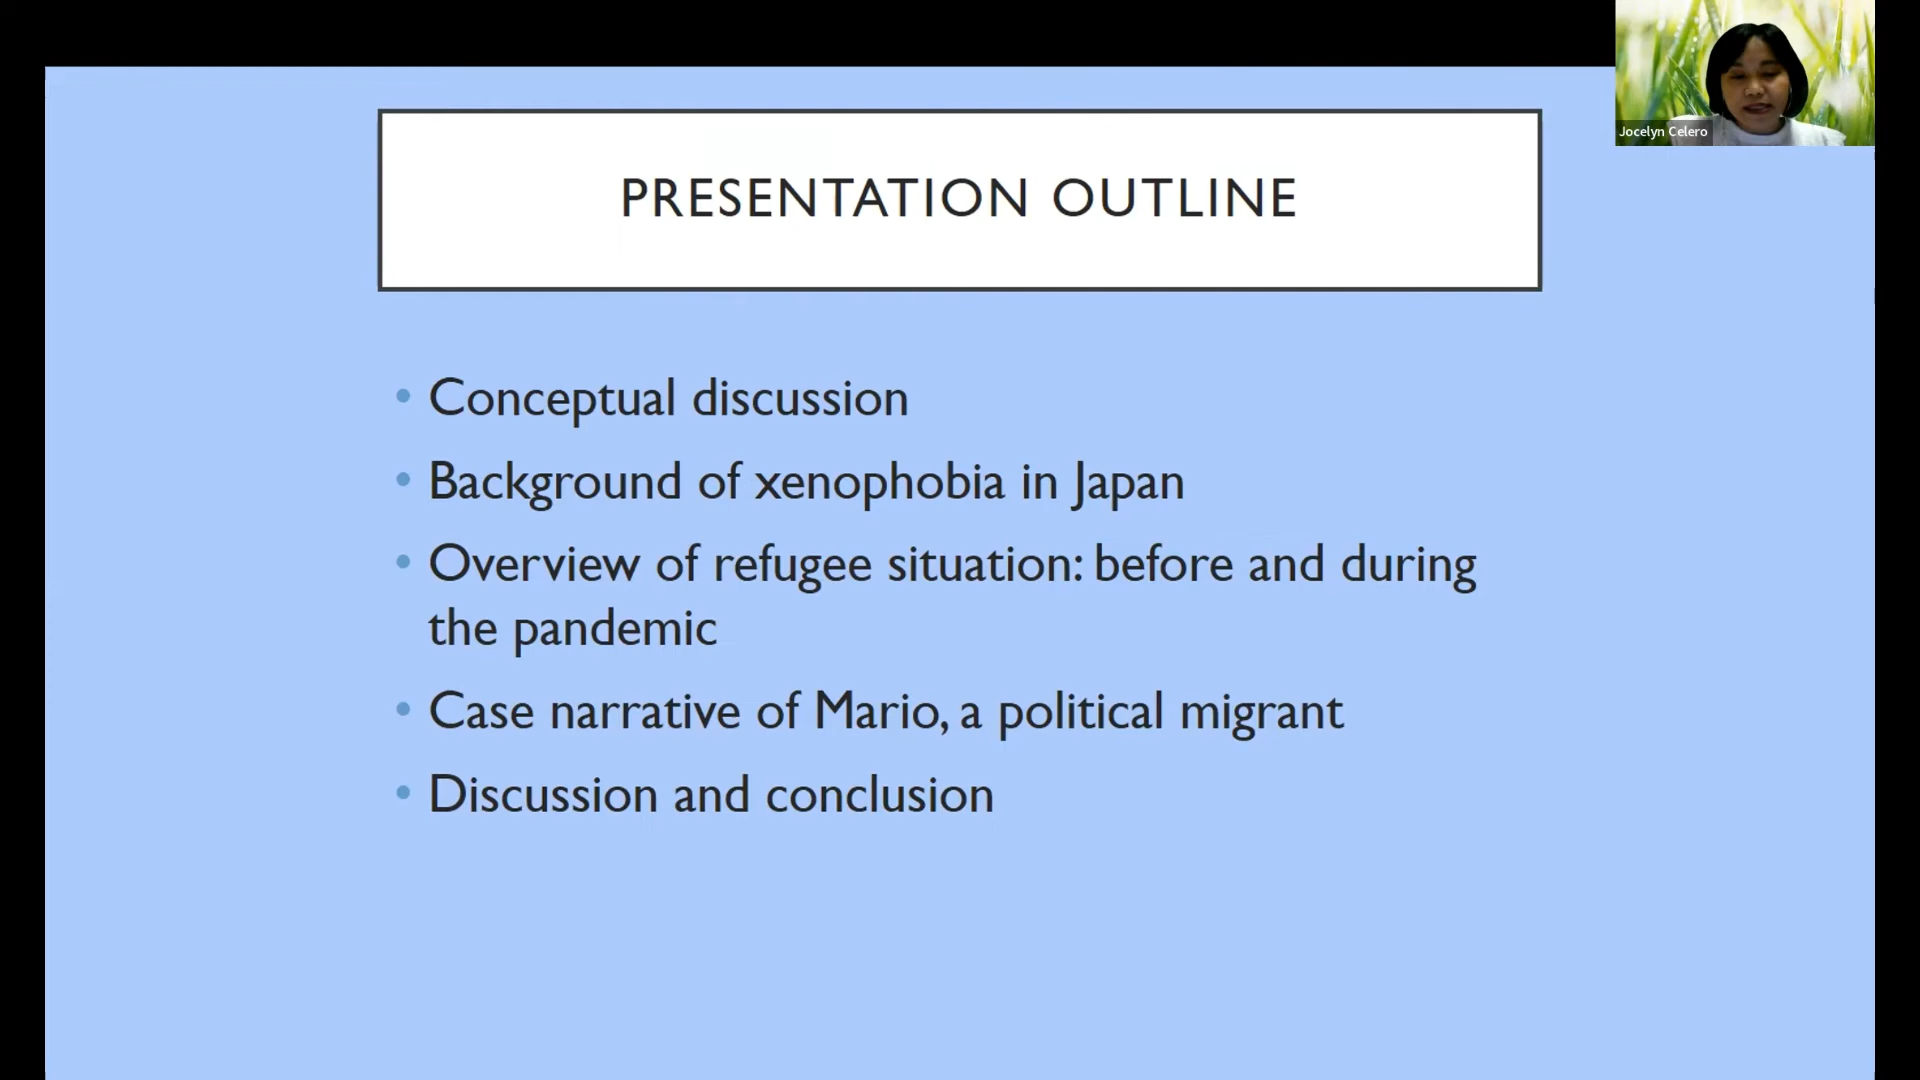 Jocelyn Celero
PRESENTATION OUTLINE
• Conceptual discussion
• Background of xenophobia in Japan
• Overview of refugee situation: before and during
the pandemic
• Case narrative of Mario, a political migrant
• Discussion and conclusion